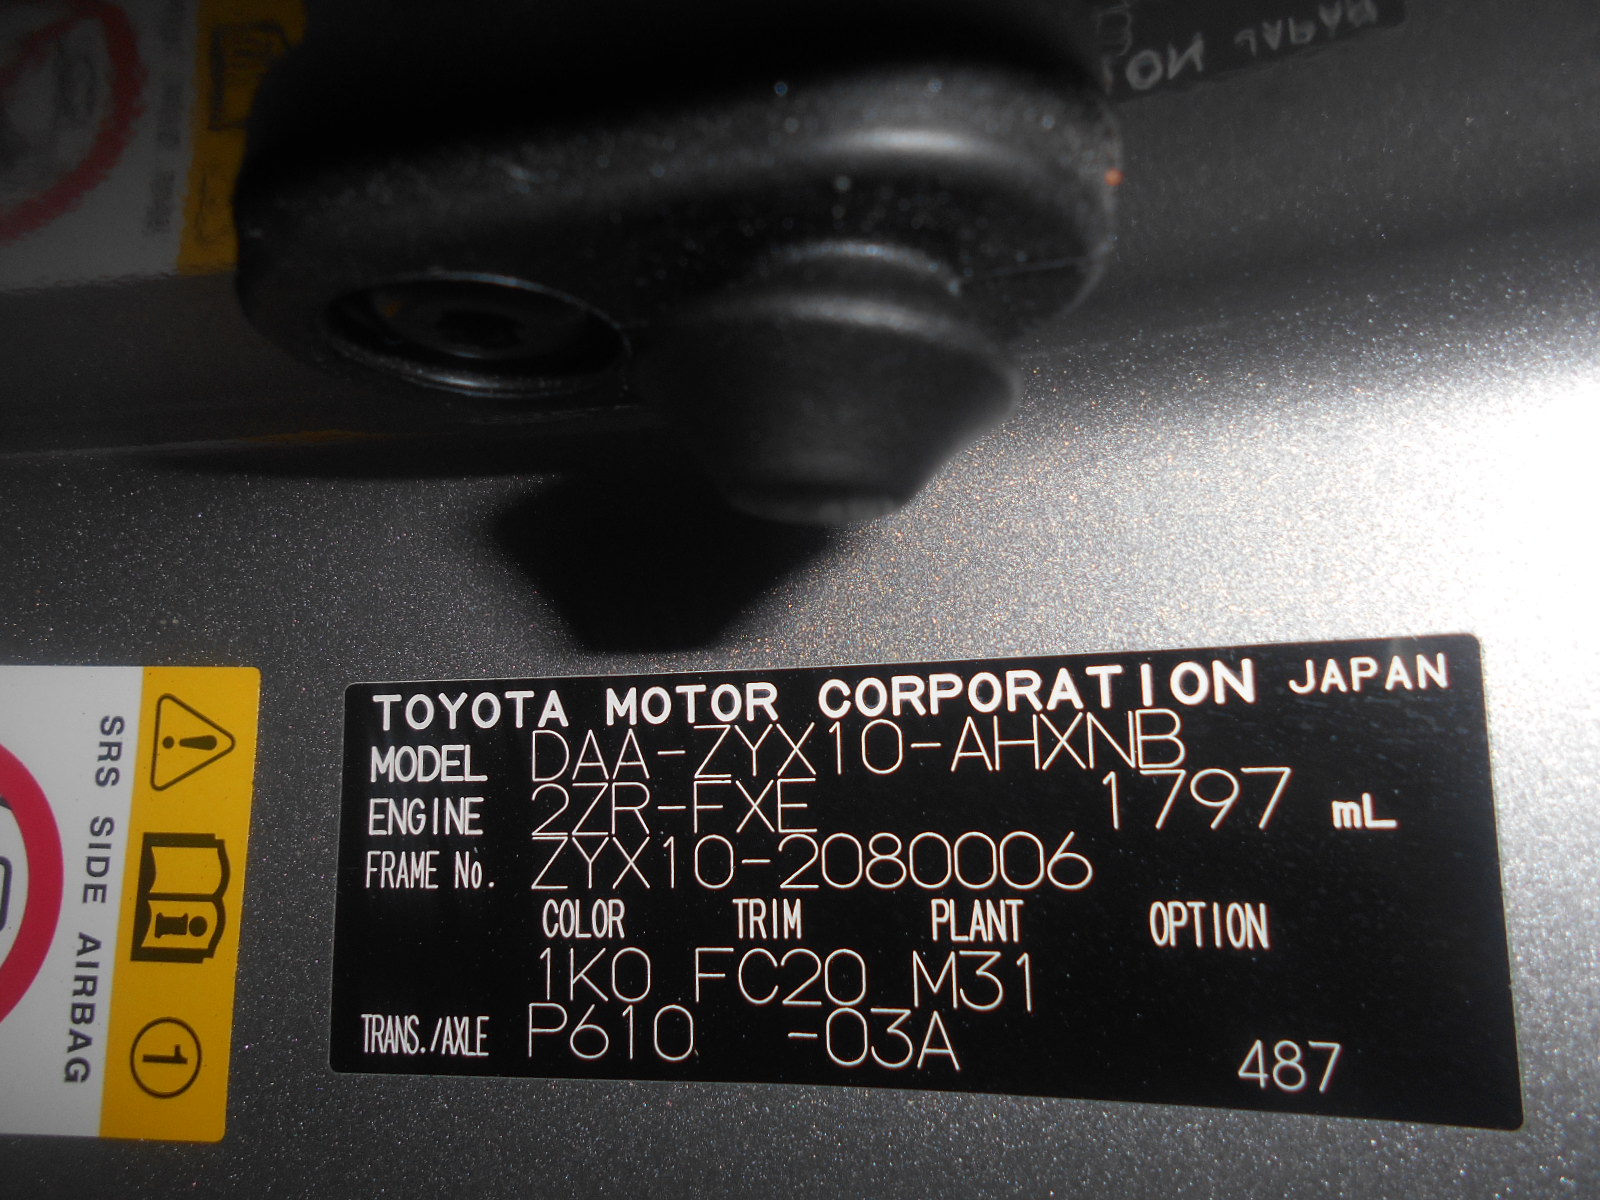 TOYOTA MOTOR CORPORATION JAPAN
MODEL DAA-ZYX10-AHXNB
ENGINE 2ZR-FXE 1797 mL
FRAME No. ZYX10-2080006
COLOR TRIM PLANT OPTION
1K0 FC20 M31
TRANS./AXLE P610 -03A
487
SRS SIDE AIRBAG
i
1